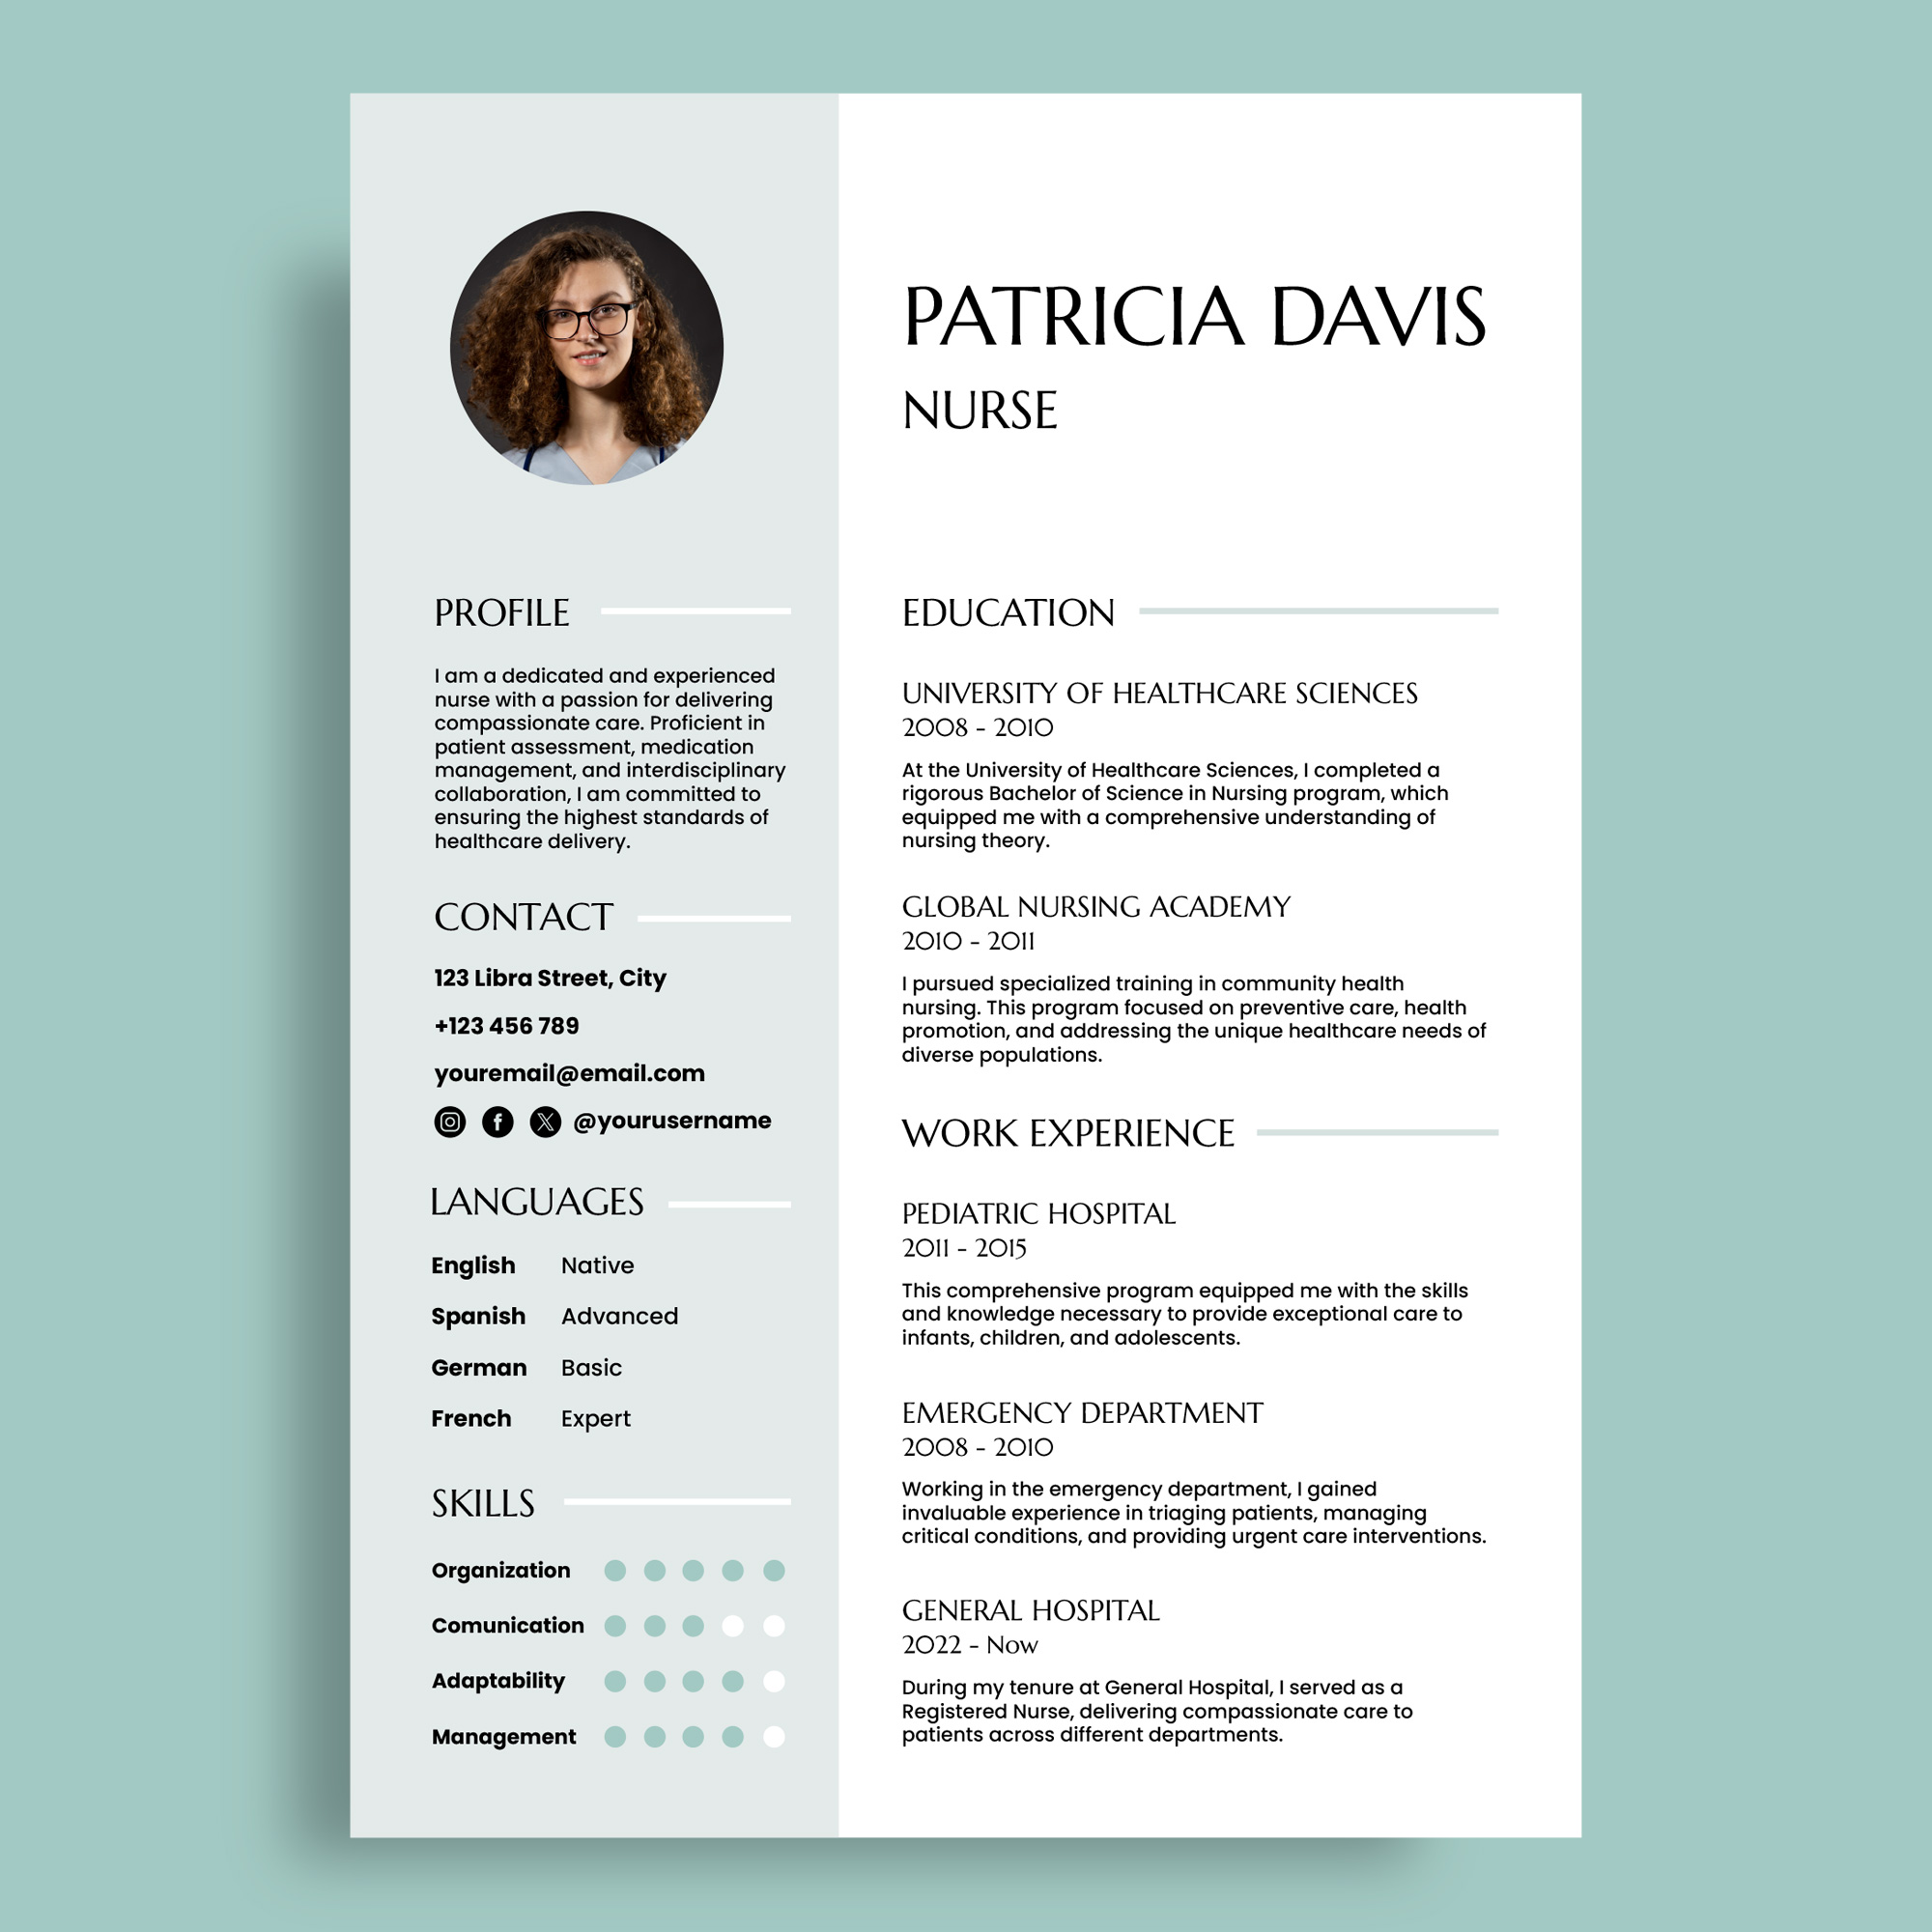 PATRICIA DAVIS
NURSE
PROFILE
I am a dedicated and experienced
nurse with a passion for delivering
compassionate care. Proficient in
patient assessment, medication
management, and interdisciplinary
collaboration, I am committed to
ensuring the highest standards of
healthcare delivery.
CONTACT
123 Libra Street, City
+123 456 789
youremail@email.com
@yourusername
LANGUAGES
English Native
Spanish Advanced
German Basic
French Expert
SKILLS
Organization
Comunication
Adaptability
Management
EDUCATION
UNIVERSITY OF HEALTHCARE SCIENCES
2008 - 2010
At the University of Healthcare Sciences, I completed a
rigorous Bachelor of Science in Nursing program, which
equipped me with a comprehensive understanding of
nursing theory.
GLOBAL NURSING ACADEMY
2010 - 2011
I pursued specialized training in community health
nursing. This program focused on preventive care, health
promotion, and addressing the unique healthcare needs of
diverse populations.
WORK EXPERIENCE
PEDIATRIC HOSPITAL
2011 - 2015
This comprehensive program equipped me with the skills
and knowledge necessary to provide exceptional care to
infants, children, and adolescents.
EMERGENCY DEPARTMENT
2008 - 2010
Working in the emergency department, I gained
invaluable experience in triaging patients, managing
critical conditions, and providing urgent care interventions.
GENERAL HOSPITAL
2022 - Now
During my tenure at General Hospital, I served as a
Registered Nurse, delivering compassionate care to
patients across different departments.